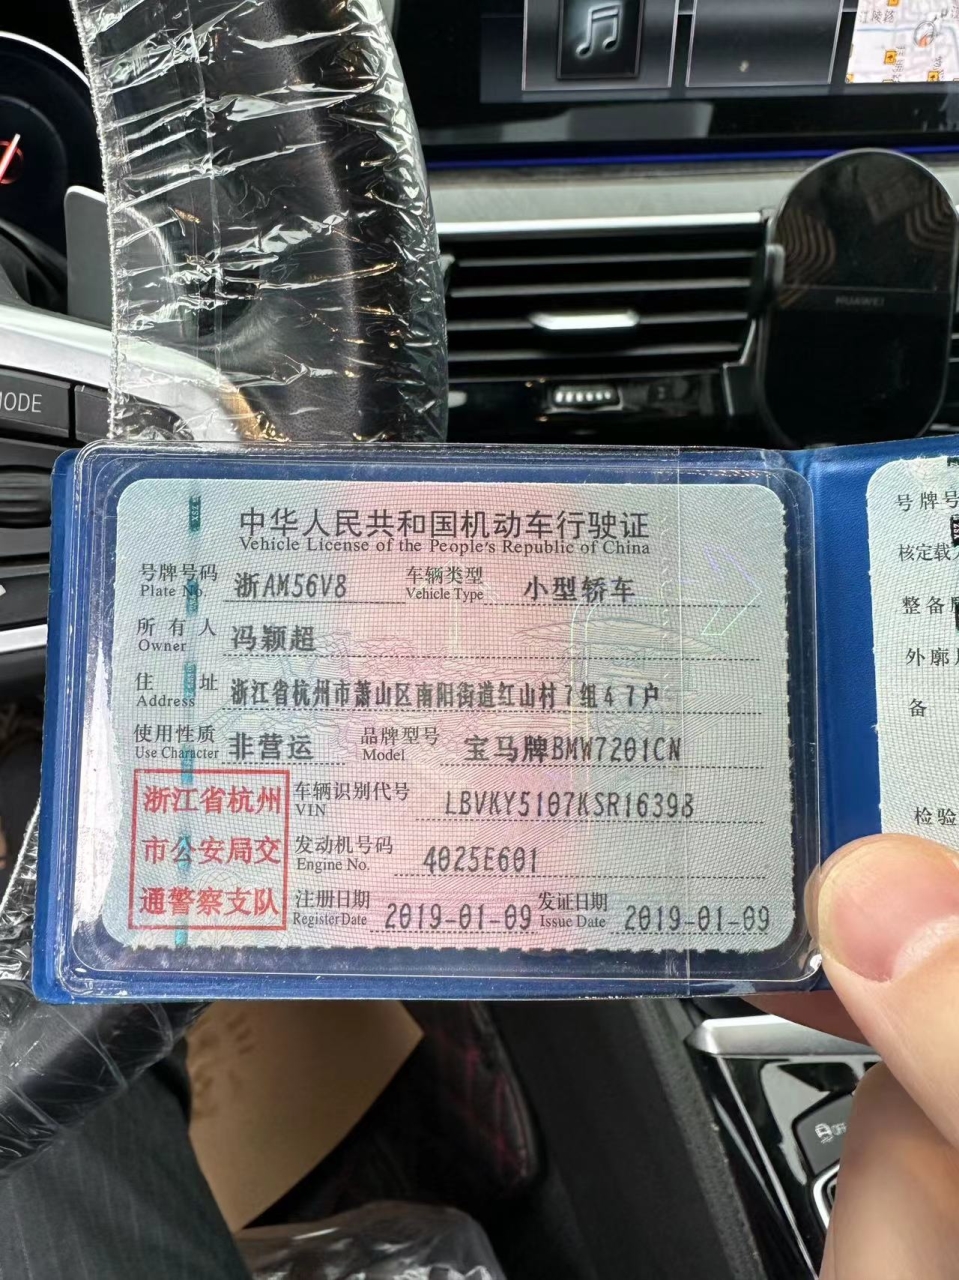 HUAWEI
MODE
中华人民共和国机动车行驶证
Vehicle License of the People's Republic of China
号牌号码 浙AM56V8 车辆类型 小型轿车
Plate No. Vehicle Type
所有人 冯颖超
Owner
住址 浙江省杭州市萧山区南阳街道红山村7组47户
Address
使用性质 非营运 品牌型号 宝马牌BMW7201CN
Use Character Model
浙江省杭州
市公安局交
通警察支队
车辆识别代号 LBVKY5107KSR16398
VIN
发动机号码 4025E601
Engine No.
注册日期 2019-01-09 发证日期 2019-01-09
Register Date Issue Date
号牌号
核定载
整备
外廓
备
检验
OFF